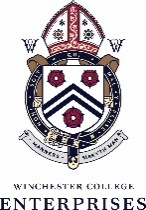 W W
MANNERS MAKYTH MAN
WINCHESTER COLLEGE
ENTERPRISES